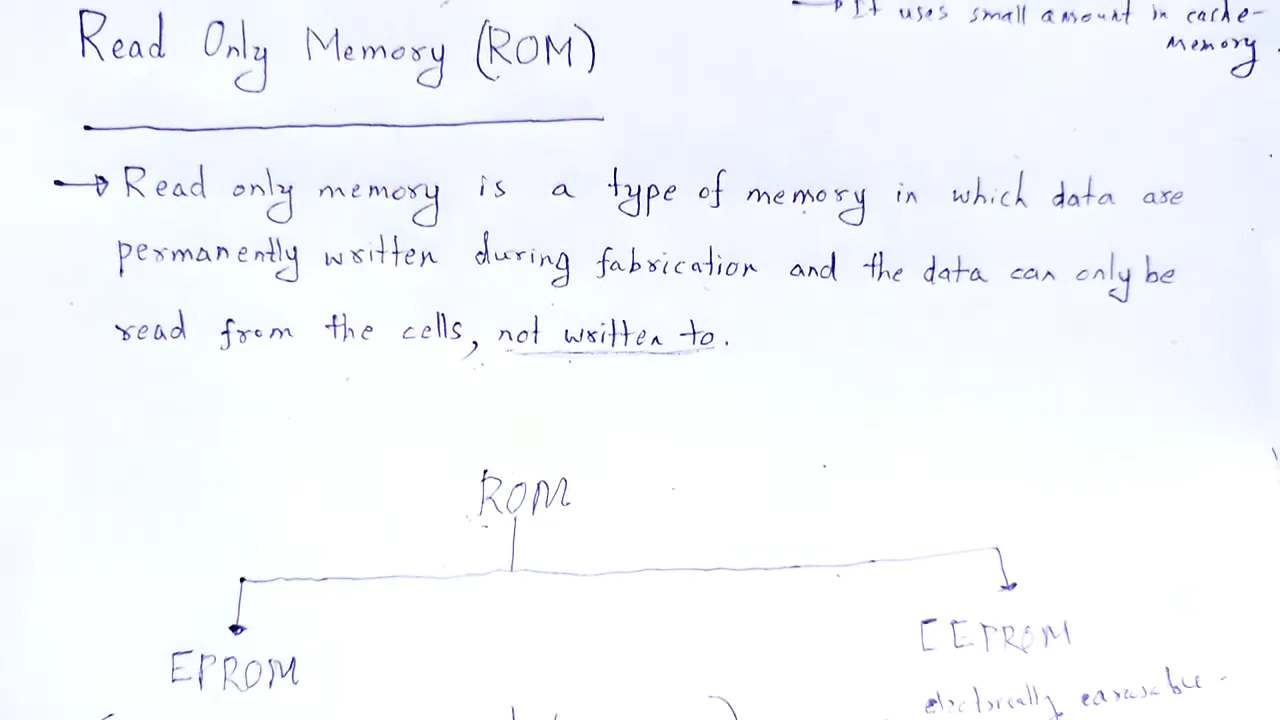 It uses small amount in cache-
Memory.
Read Only Memory (ROM)
Read only memory is a type of memory in which data are
permanently written during fabrication and the data can only be
read from the cells, not written to.
ROM
EPROM
EEPROM
electrically